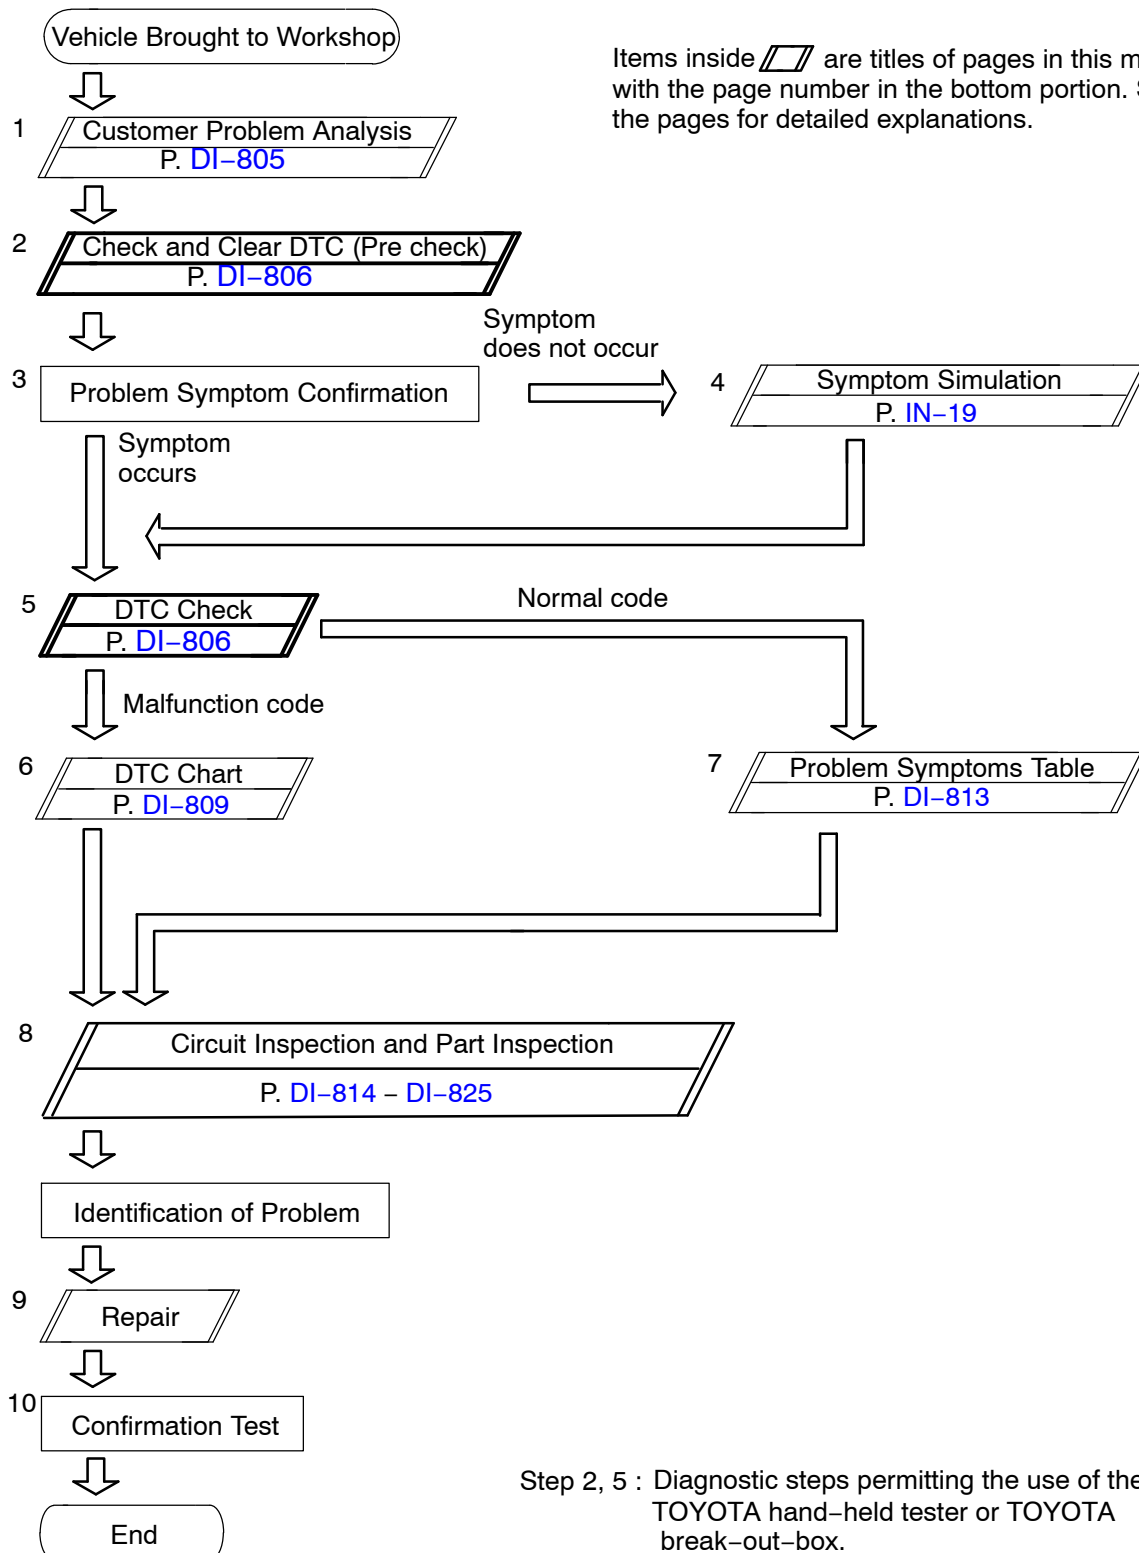 Vehicle Brought to Workshop
Items inside are titles of pages in this
with the page number in the bottom portion.
the pages for detailed explanations.
1
Customer Problem Analysis
P. DI–805
2
Check and Clear DTC (Pre check)
P. DI–806
Symptom
does not occur
3
Problem Symptom Confirmation
4
Symptom Simulation
P. IN–19
Symptom
occurs
5
DTC Check
P. DI–806
Normal code
Malfunction code
6
DTC Chart
P. DI–809
7
Problem Symptoms Table
P. DI–813
8
Circuit Inspection and Part Inspection
P. DI–814 – DI–825
Identification of Problem
9
Repair
10
Confirmation Test
End
Step 2, 5 : Diagnostic steps permitting the use of the
TOYOTA hand–held tester or TOYOTA
break–out–box.